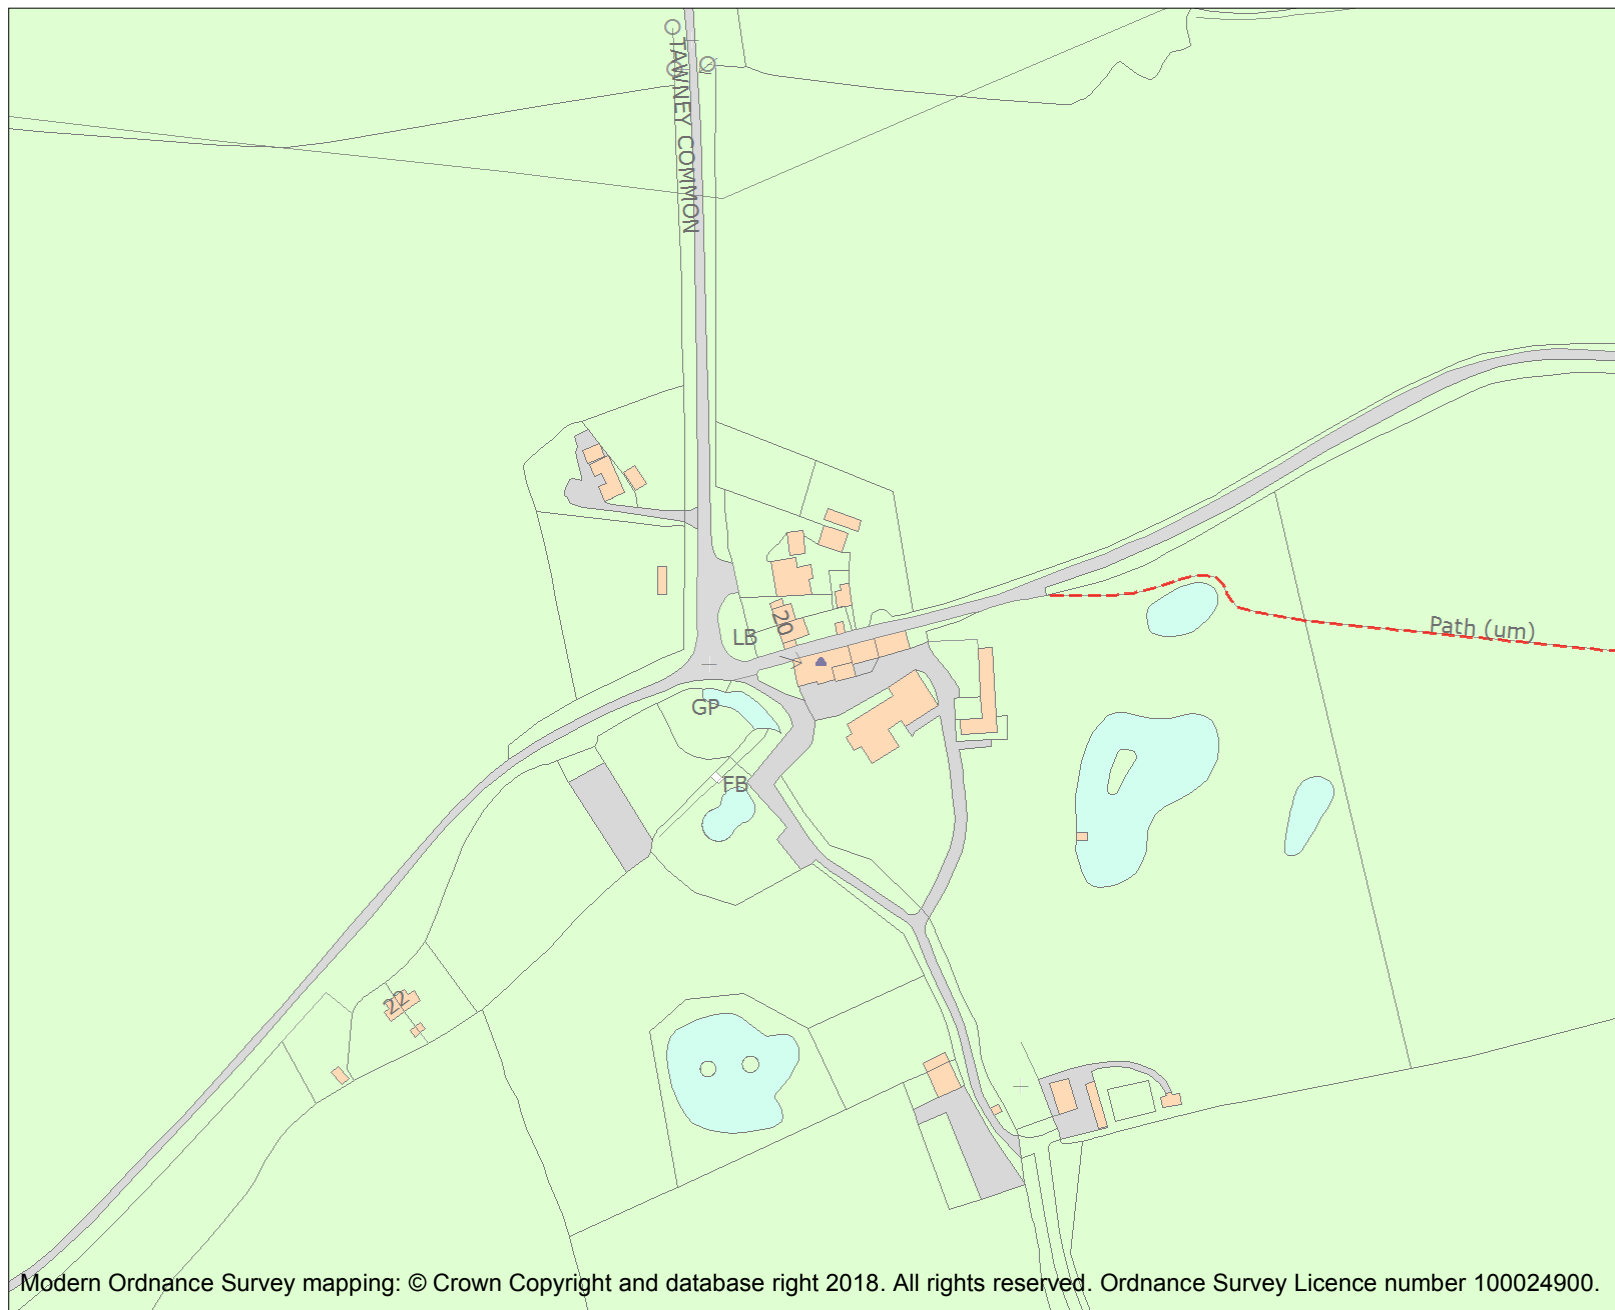 TAWNEY COMMON
20
LB
Path (um)
GP
FB
22
Modern Ordnance Survey mapping: © Crown Copyright and database right 2018. All rights reserved. Ordnance Survey Licence number 100024900.